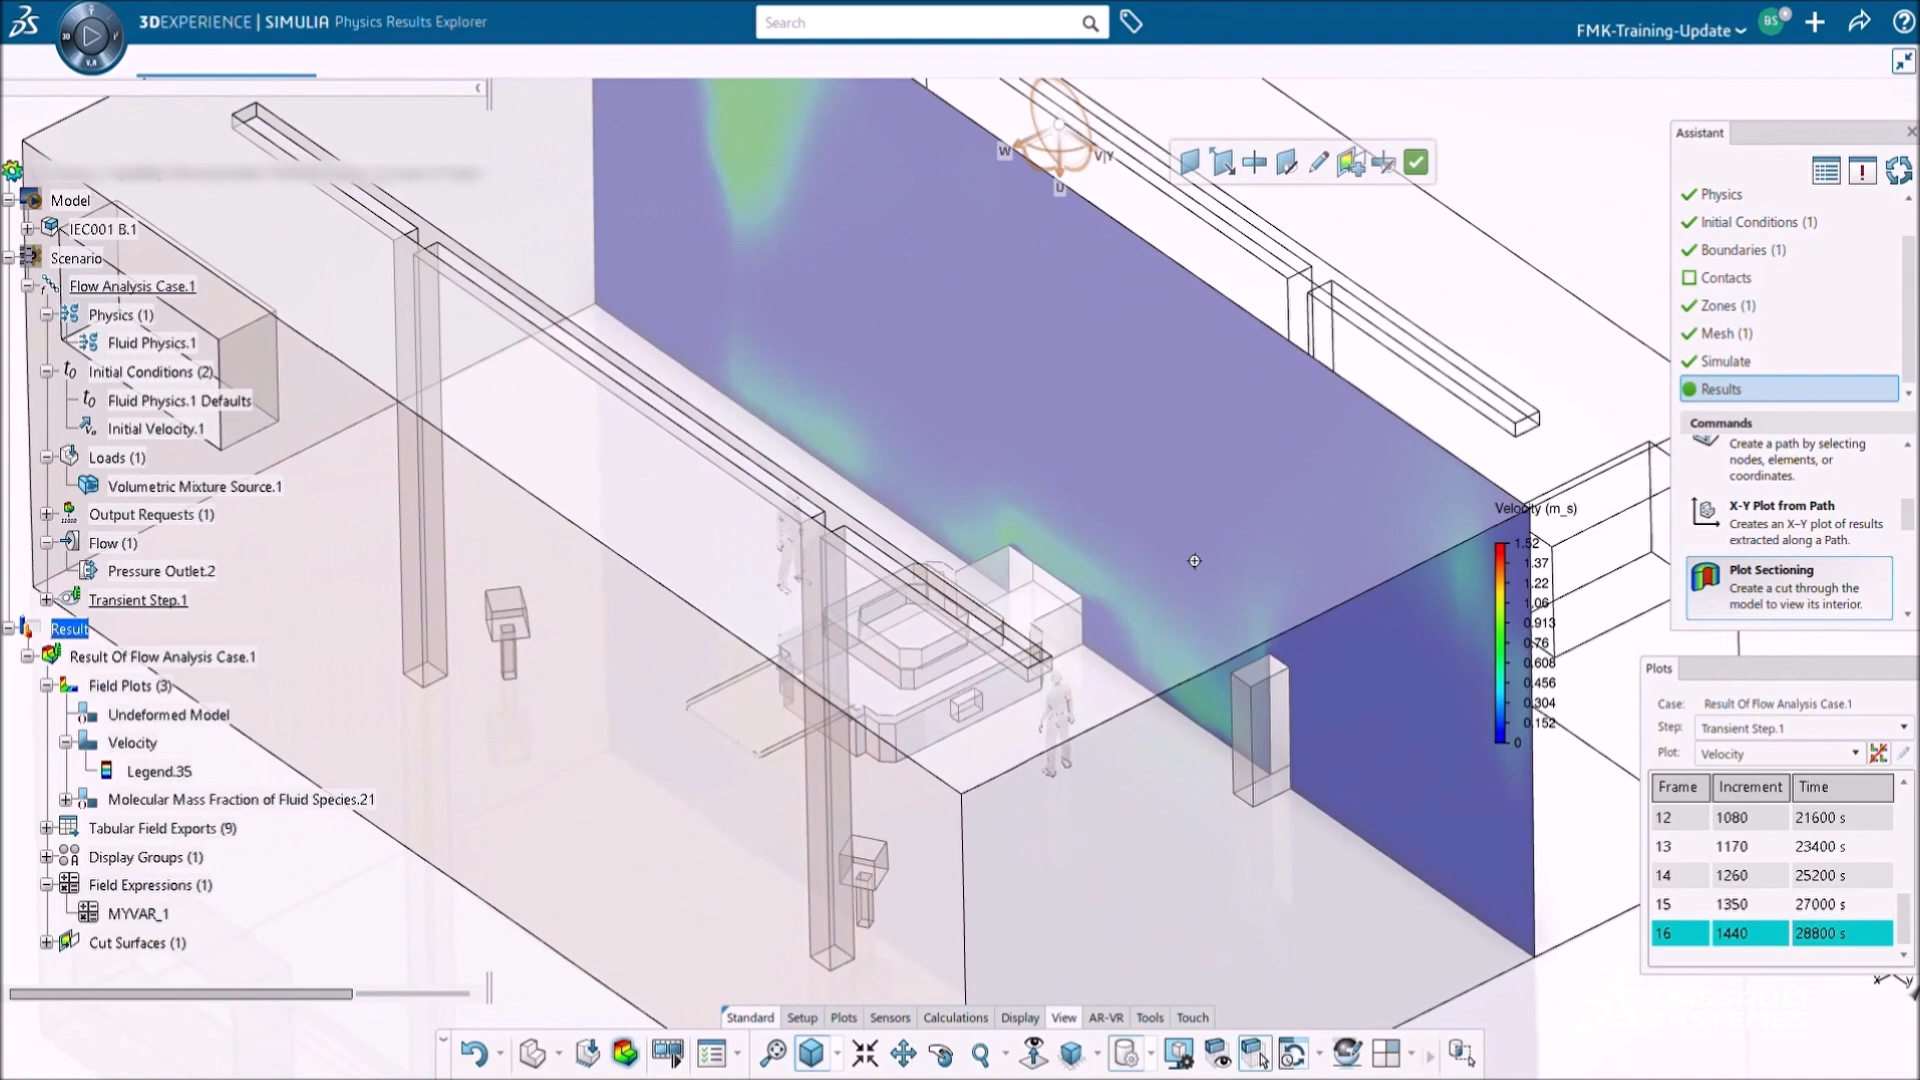 3DEXPERIENCE | SIMULIA Physics Results Explorer
Search
FMK-Training-Update
BS
3D
V.R
Model
IEC001 B.1
Scenario
Flow Analysis Case.1
Physics (1)
Fluid Physics.1
Initial Conditions (2)
Fluid Physics.1 Defaults
Initial Velocity.1
Loads (1)
Volumetric Mixture Source.1
Output Requests (1)
Flow (1)
Pressure Outlet.2
Transient Step.1
Result
Result Of Flow Analysis Case.1
Field Plots (3)
Undeformed Model
Velocity
Legend.35
Molecular Mass Fraction of Fluid Species.21
Tabular Field Exports (9)
Display Groups (1)
Field Expressions (1)
MYVAR_1
Cut Surfaces (1)
W
V|Y
U
Velocity (m_s)
1.52
1.37
1.22
1.06
0.913
0.76
0.608
0.456
0.304
0.152
0
Assistant
Physics
Initial Conditions (1)
Boundaries (1)
Contacts
Zones (1)
Mesh (1)
Simulate
Results
Commands
Create a path by selecting
nodes, elements, or
coordinates.
X-Y Plot from Path
Creates an X-Y plot of results
extracted along a Path.
Plot Sectioning
Create a cut through the
model to view its interior.
Plots
Case: Result Of Flow Analysis Case.1
Step: Transient Step.1
Plot: Velocity
Frame Increment Time
12 1080 21600 s
13 1170 23400 s
14 1260 25200 s
15 1350 27000 s
16 1440 28800 s
DASSAULT
SYSTEMES
Standard Setup Plots Sensors Calculations Display View AR-VR Tools Touch